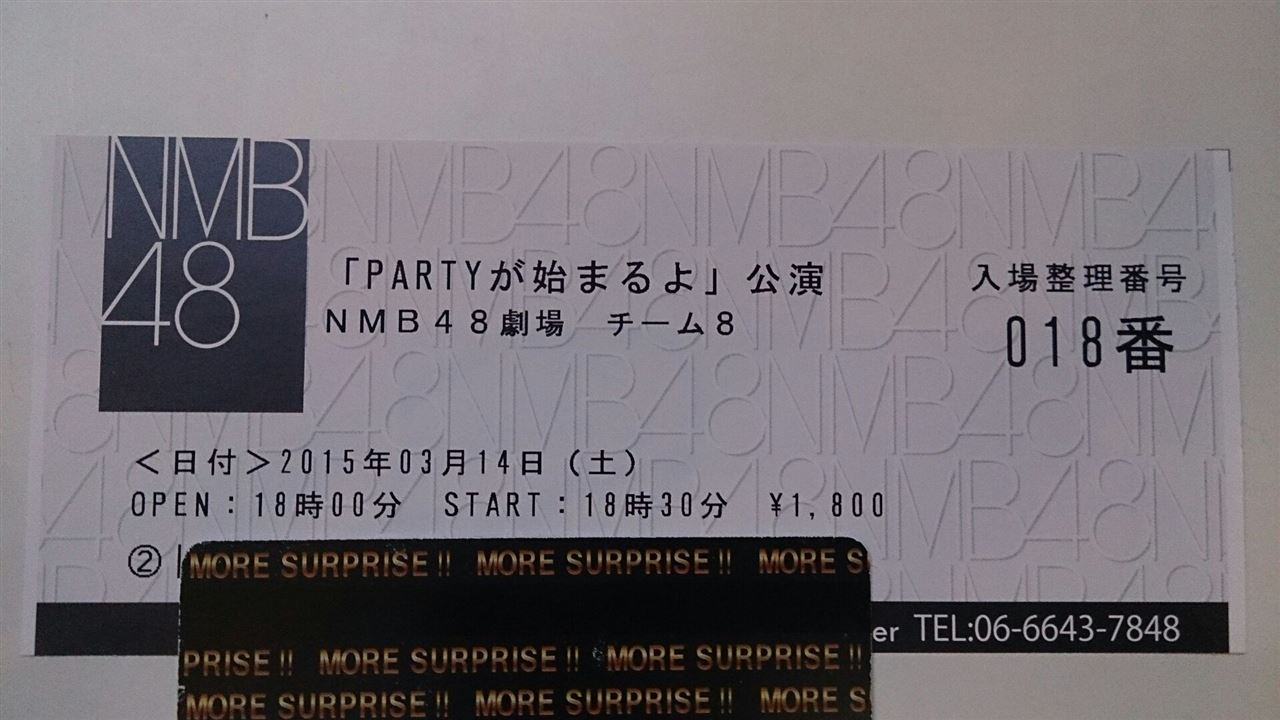 NMB
48
「PARTYが始まるよ」公演
NMB48劇場　チーム8
入場整理番号
018番
＜日付＞2015年03月14日（土）
OPEN：18時00分　START：18時30分　¥1,800
②
er TEL:06-6643-7848
MORE SURPRISE!! MORE SURPRISE!! MORE S
PRISE!! MORE SURPRISE!! MORE SURPRISE!!
MORE SURPRISE!! MORE SURPRISE!! MORE S